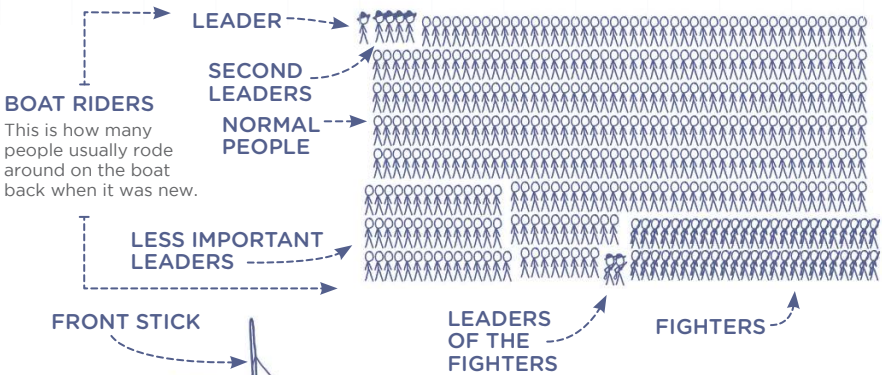 LEADER
SECOND
LEADERS
BOAT RIDERS
This is how many
people usually rode
around on the boat
back when it was new.
NORMAL
PEOPLE
LESS IMPORTANT
LEADERS
FRONT STICK
LEADERS
OF THE
FIGHTERS
FIGHTERS